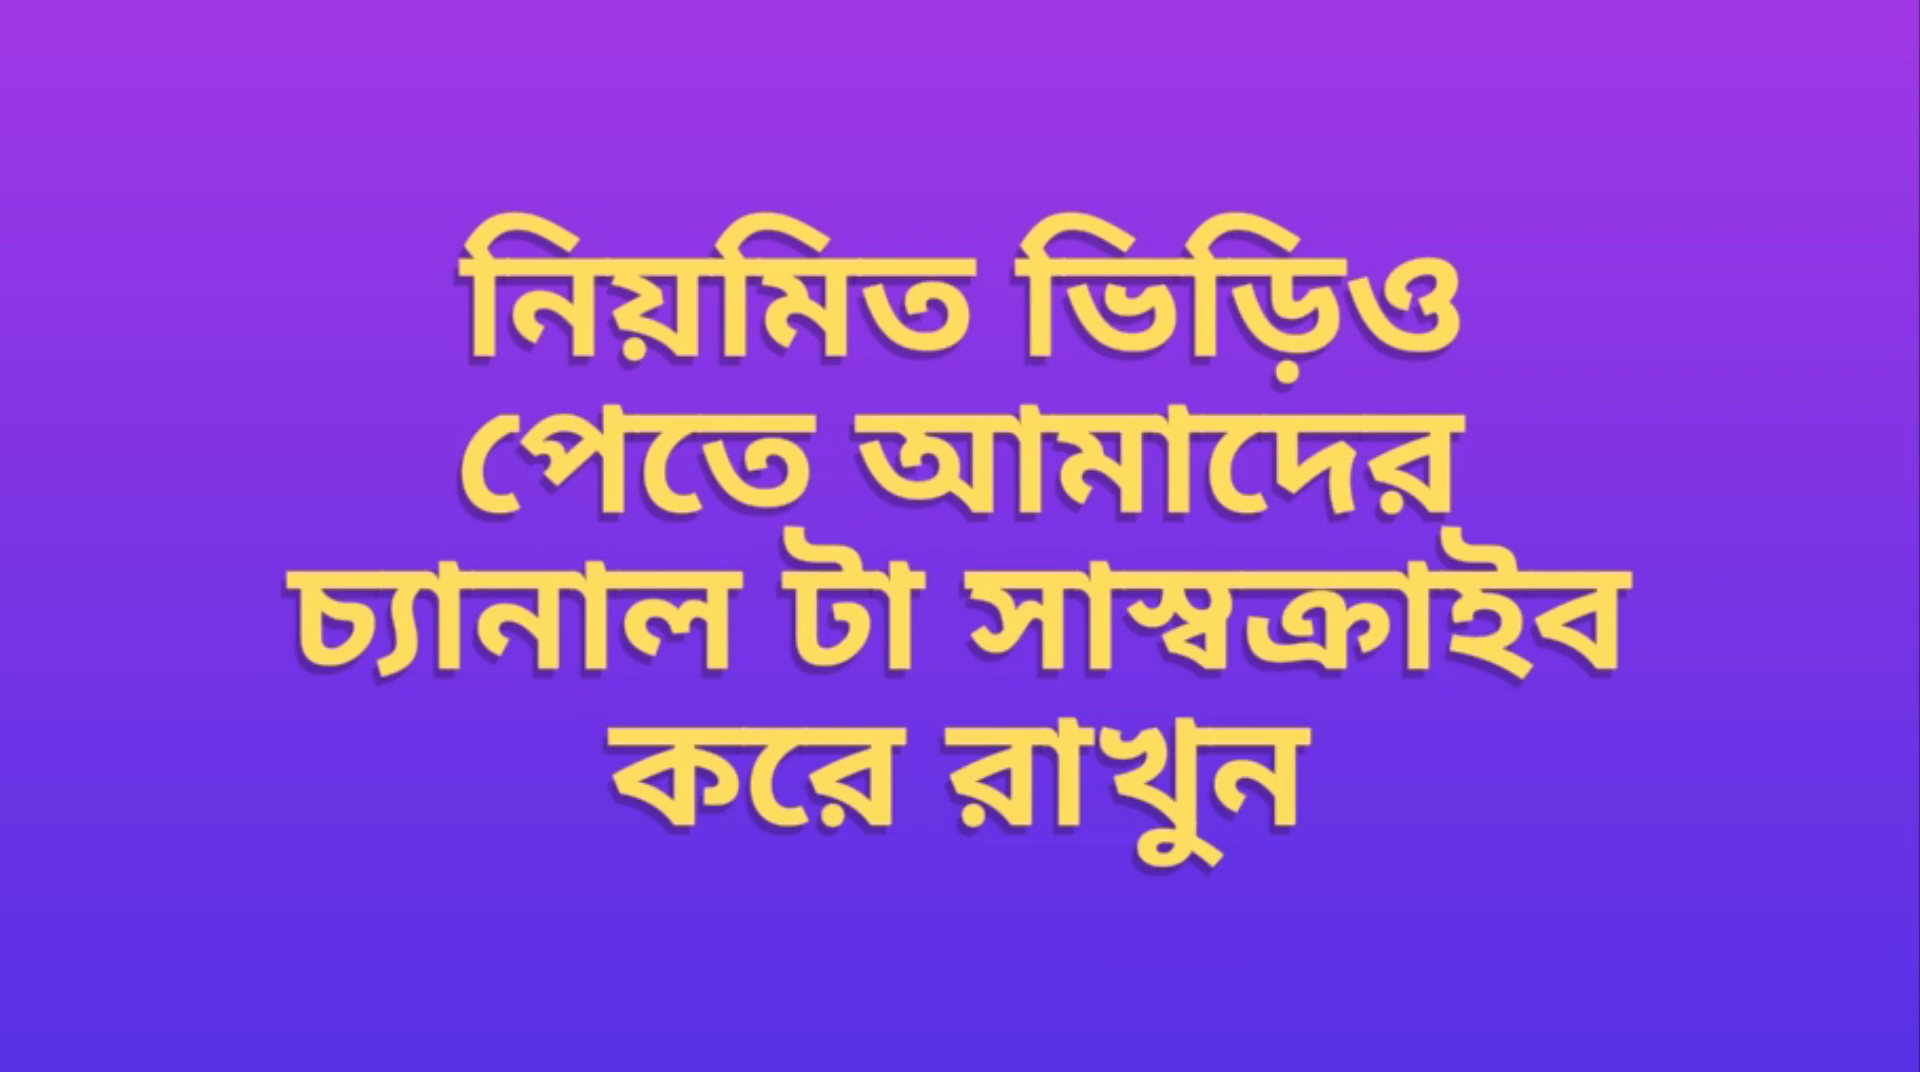 নিয়মিত ভিড়িও
পেতে আমাদের
চ্যানাল টা সাস্বক্রাইব
করে রাখুন